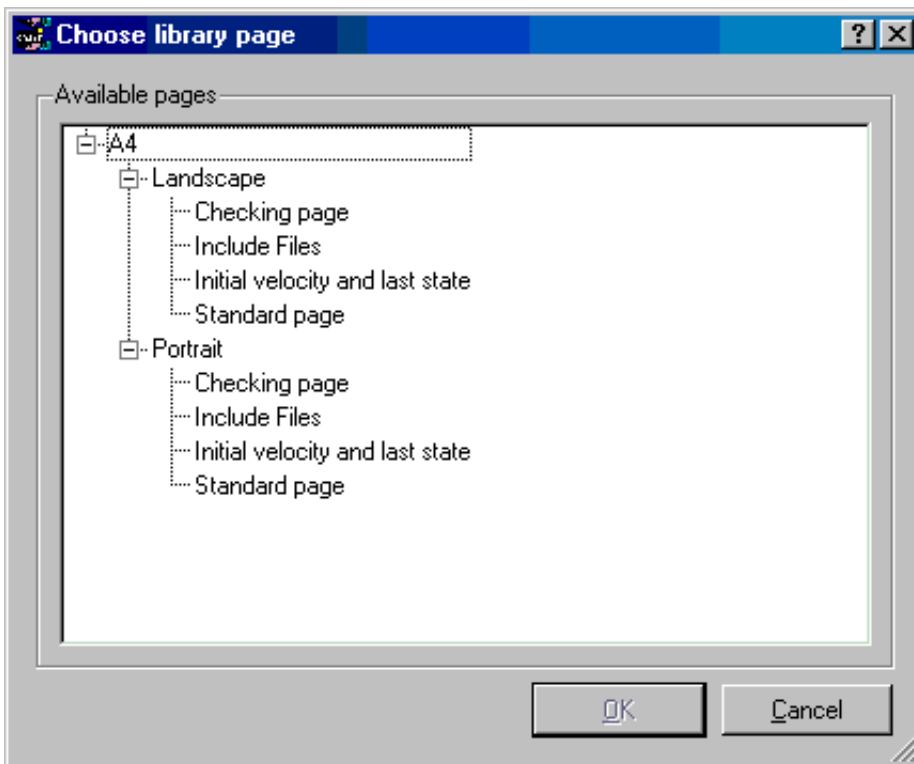 Choose library page
Available pages
A4
Landscape
Checking page
Include Files
Initial velocity and last state
Standard page
Portrait
Checking page
Include Files
Initial velocity and last state
Standard page
OK
Cancel